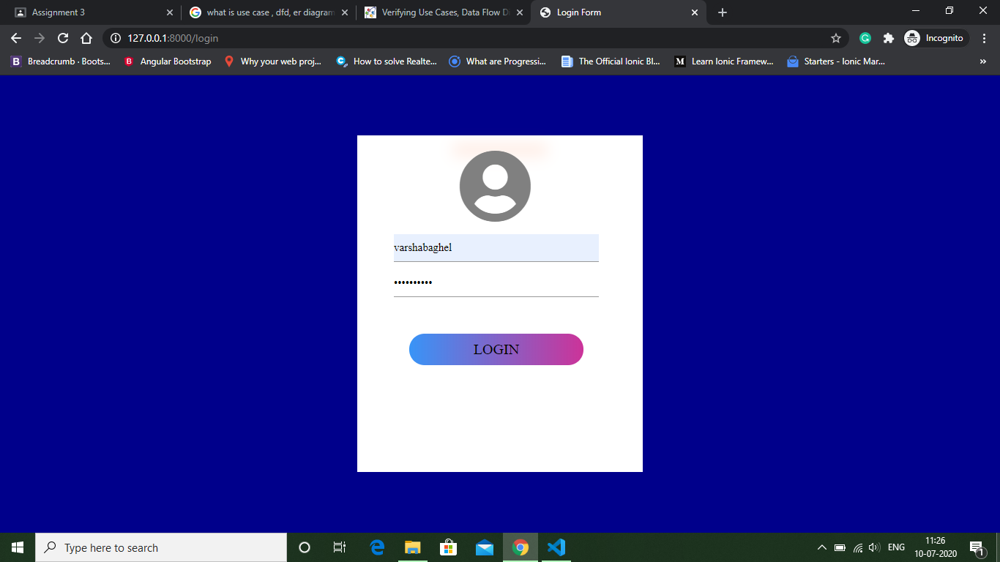 Assignment 3
what is use case , dfd, er diagram
Verifying Use Cases, Data Flow D
Login Form
127.0.0.1:8000/login
Incognito
B Breadcrumb · Boots...
B Angular Bootstrap
Why your web proj...
How to solve Realte...
What are Progressi...
The Official Ionic Bl...
M Learn Ionic Framew...
Starters - Ionic Mar...
»
varshabaghel
••••••••••
LOGIN
Type here to search
ENG
11:26
10-07-2020
1